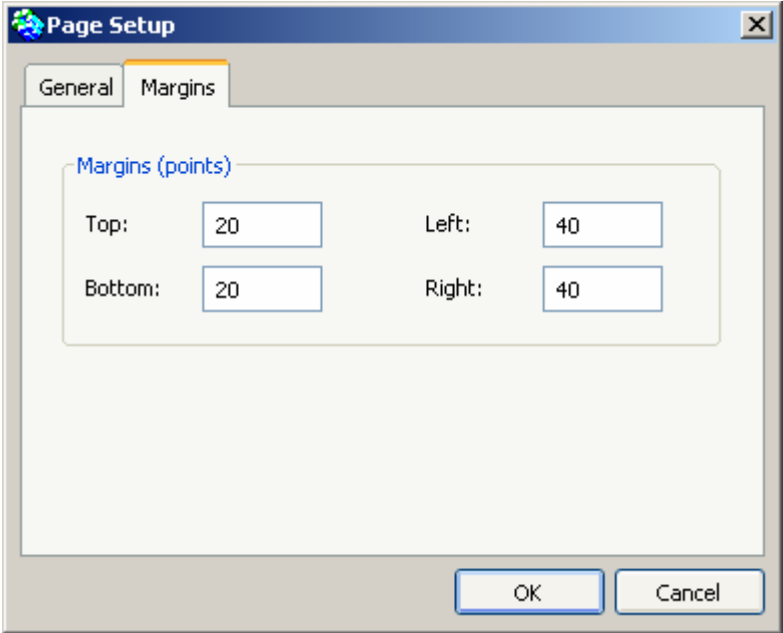 Page Setup
General Margins
Margins (points)
Top: 20 Left: 40
Bottom: 20 Right: 40
OK Cancel